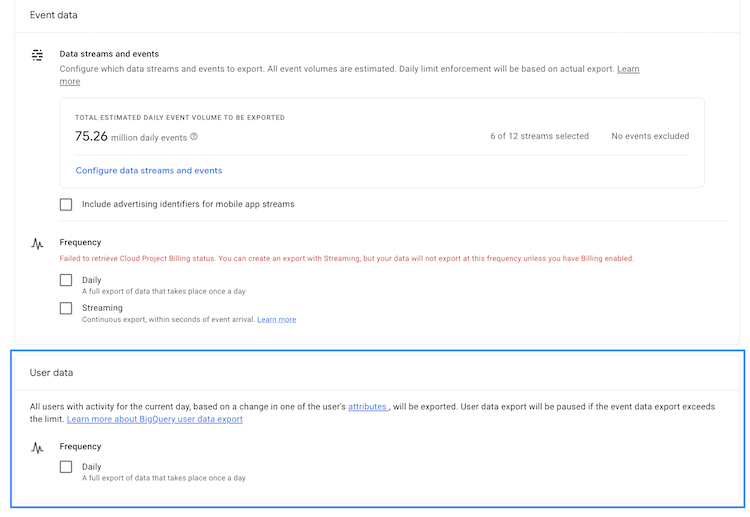 Event data
Data streams and events
Configure which data streams and events to export. All event volumes are estimated. Daily limit enforcement will be based on actual export. Learn
more
TOTAL ESTIMATED DAILY EVENT VOLUME TO BE EXPORTED
75.26 million daily events
6 of 12 streams selected
No events excluded
Configure data streams and events
Include advertising identifiers for mobile app streams
Frequency
Failed to retrieve Cloud Project Billing status. You can create an export with Streaming, but your data will not export at this frequency unless you have Billing enabled.
Daily
A full export of data that takes place once a day
Streaming
Continuous export, within seconds of event arrival. Learn more
User data
All users with activity for the current day, based on a change in one of the user's attributes , will be exported. User data export will be paused if the event data export exceeds
the limit. Learn more about BigQuery user data export
Frequency
Daily
A full export of data that takes place once a day